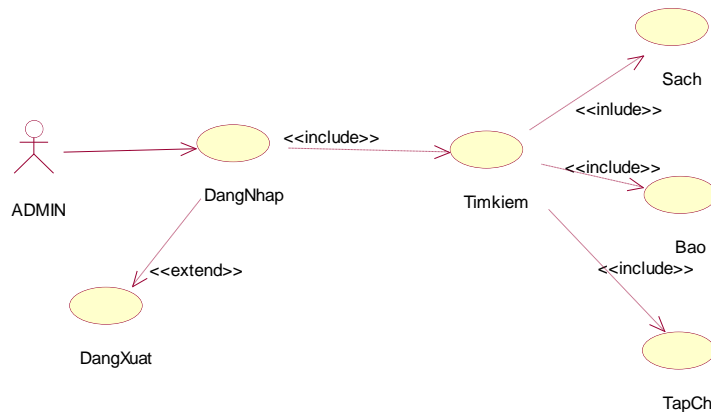 Sach
<<inlude>>
<<include>>
<<include>>
ADMIN
DangNhap
Timkiem
Bao
<<extend>>
<<include>>
DangXuat
TapCh